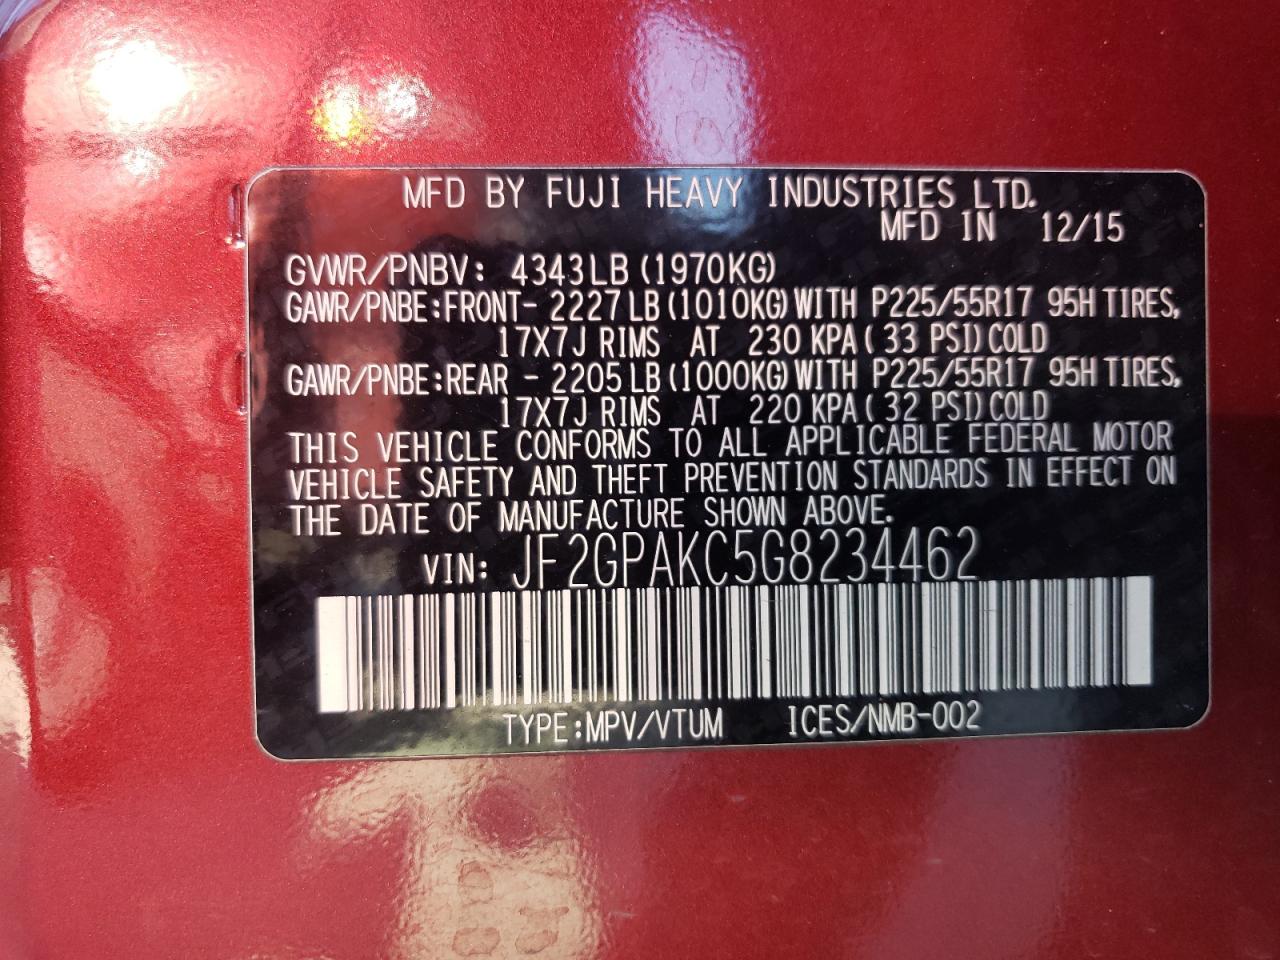 MFD BY FUJI HEAVY INDUSTRIES LTD.
MFD IN 12/15
GVWR/PNBV: 4343LB (1970KG)
GAWR/PNBE:FRONT- 2227 LB (1010KG) WITH P225/55R17 95H TIRES,
17X7J RIMS AT 230 KPA( 33 PSI) COLD
GAWR/PNBE:REAR - 2205 LB (1000KG) WITH P225/55R17 95H TIRES,
17X7J RIMS AT 220 KPA( 32 PSI) COLD
THIS VEHICLE CONFORMS TO ALL APPLICABLE FEDERAL MOTOR
VEHICLE SAFETY AND THEFT PREVENTION STANDARDS IN EFFECT ON
THE DATE OF MANUFACTURE SHOWN ABOVE.
VIN: JF2GPAKC5G8234462
TYPE:MPV/VTUM ICES/NMB-002